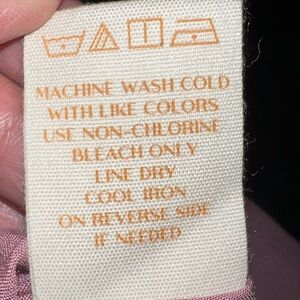 MACHINE WASH COLD
WITH LIKE COLORS
USE NON-CHLORINE
BLEACH ONLY
LINE DRY
COOL IRON
ON REVERSE SIDE
IF NEEDED